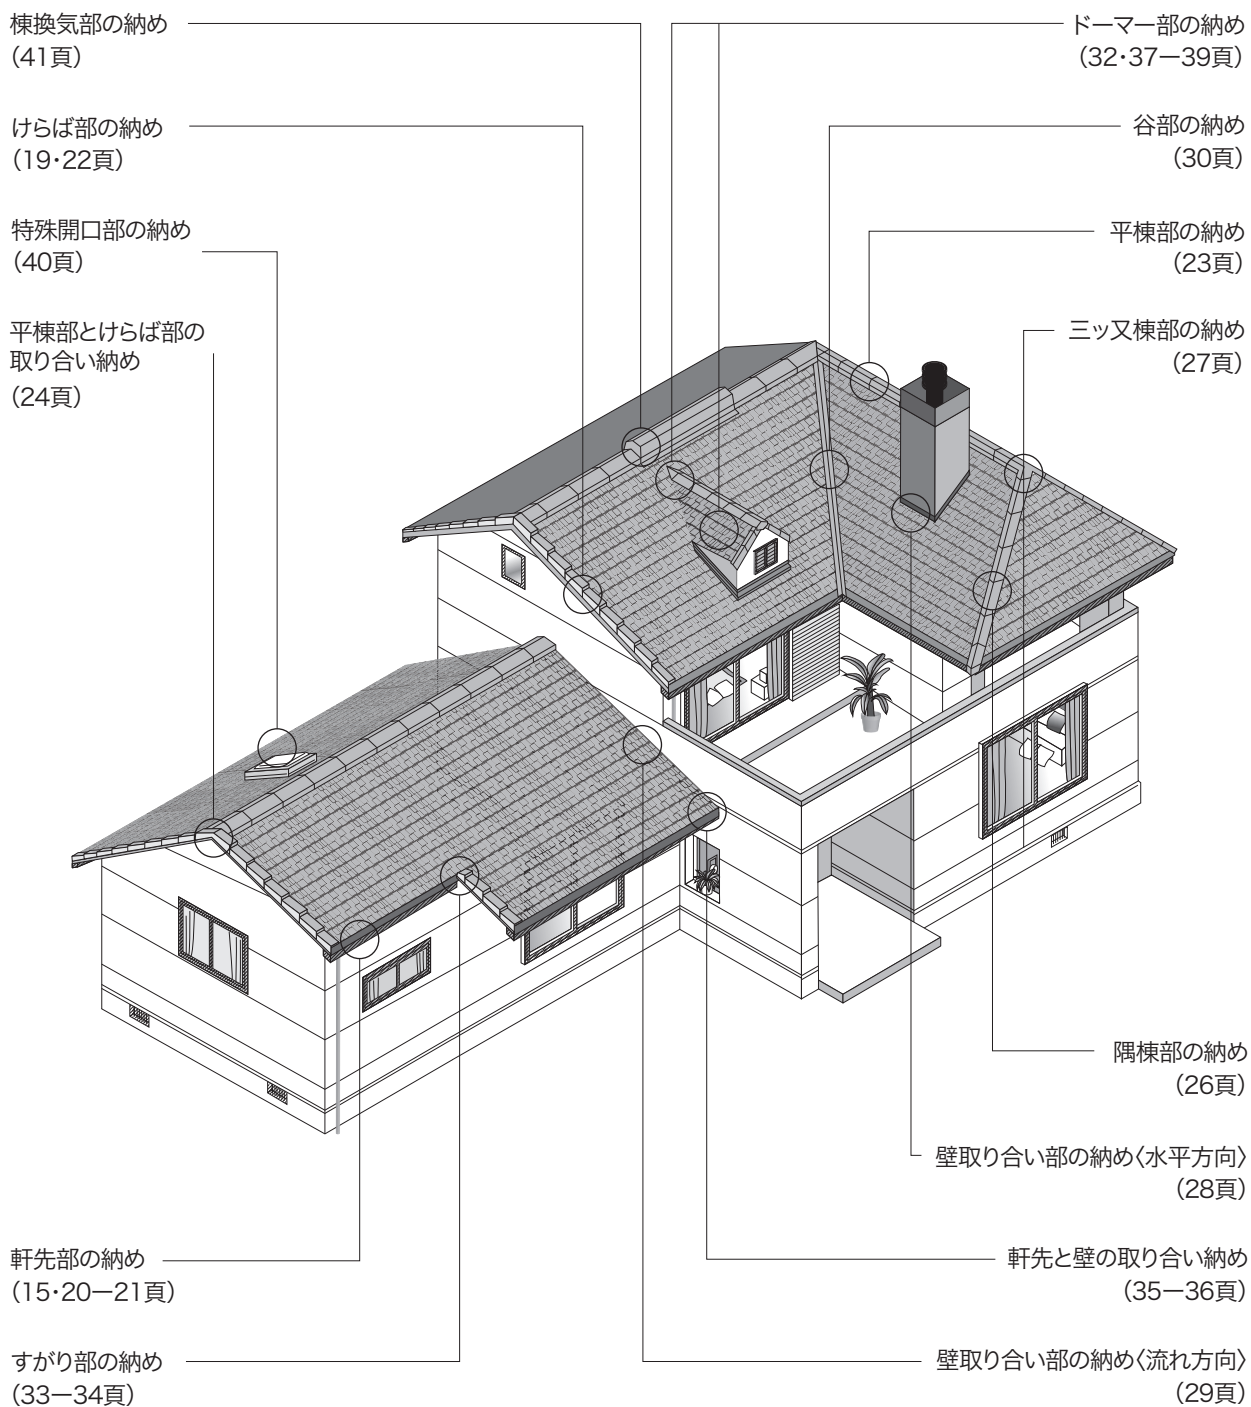 棟換気部の納め
（41頁）
けらば部の納め
（19・22頁）
特殊開口部の納め
（40頁）
平棟部とけらば部の
取り合い納め
（24頁）
ドーマー部の納め
（32・37ー39頁）
谷部の納め
（30頁）
平棟部の納め
（23頁）
三ッ又棟部の納め
（27頁）
隅棟部の納め
（26頁）
壁取り合い部の納め〈水平方向〉
（28頁）
軒先部の納め
（15・20ー21頁）
軒先と壁の取り合い納め
（35ー36頁）
すがり部の納め
（33ー34頁）
壁取り合い部の納め〈流れ方向〉
（29頁）